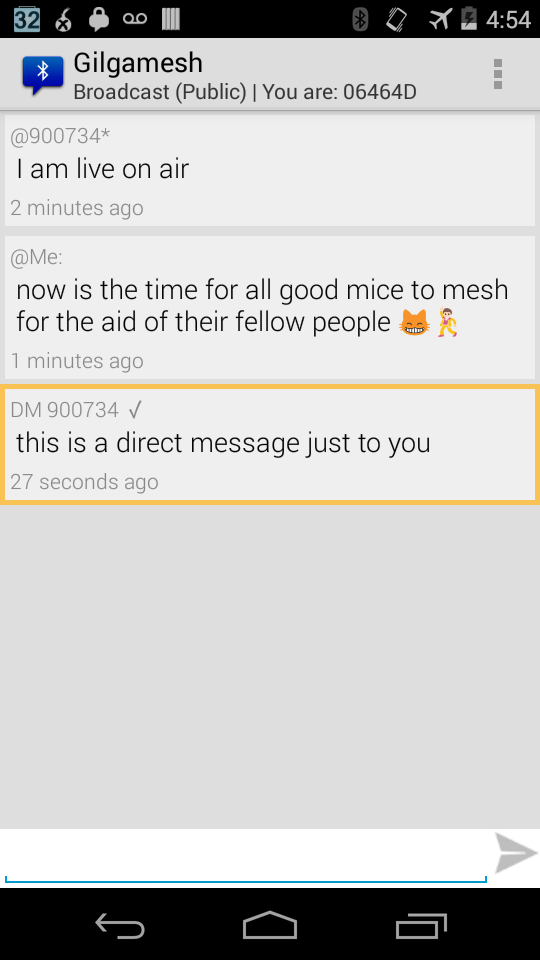 32 4:54
Gilgamesh
Broadcast (Public) | You are: 06464D
@900734*
I am live on air
2 minutes ago
@Me:
now is the time for all good mice to mesh
for the aid of their fellow people 😸🕺
1 minutes ago
DM 900734 ✓
this is a direct message just to you
27 seconds ago